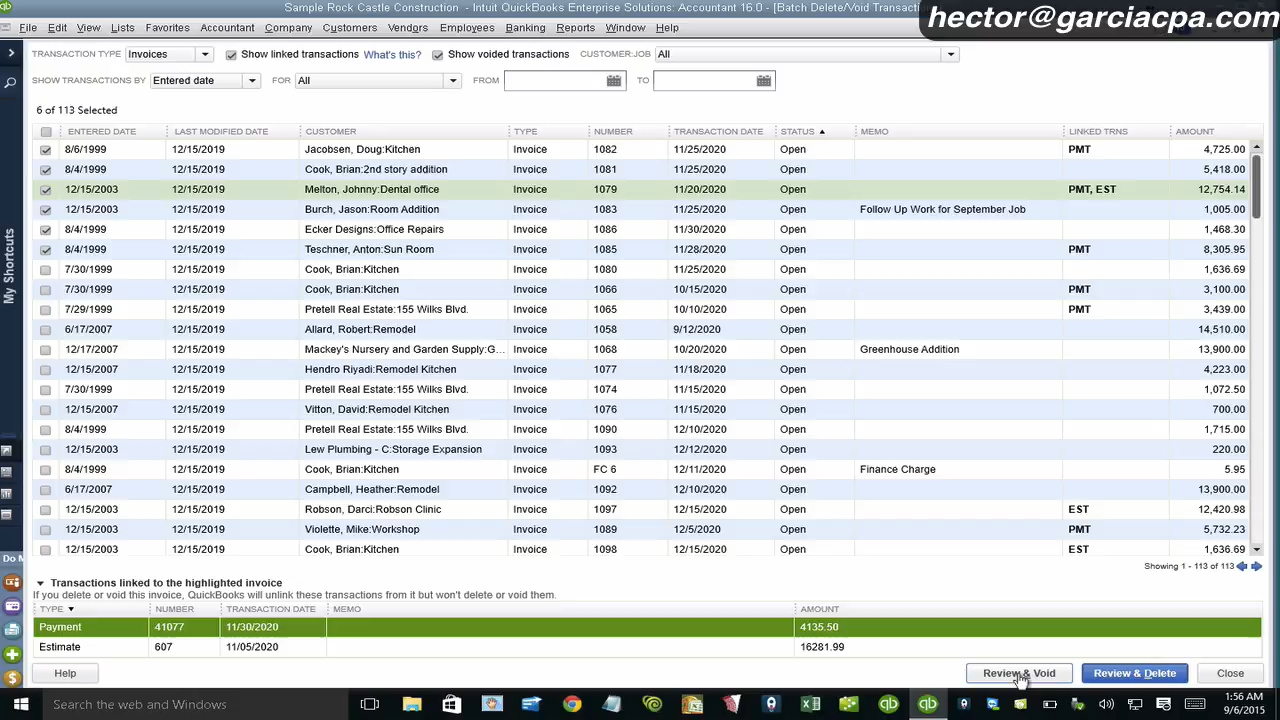 Sample Rock Castle Construction - Intuit QuickBooks Enterprise Solutions: Accountant 16.0 - [Batch Delete/Void Transacti
hector@garciacpa.com
File Edit View Lists Favorites Accountant Company Customers Vendors Employees Banking Reports Window Help
TRANSACTION TYPE Invoices Show linked transactions What's this? Show voided transactions CUSTOMER:JOB All
SHOW TRANSACTIONS BY Entered date FOR All FROM TO
6 of 113 Selected
ENTERED DATE LAST MODIFIED DATE CUSTOMER TYPE NUMBER TRANSACTION DATE STATUS MEMO LINKED TRNS AMOUNT
8/6/1999 12/15/2019 Jacobsen, Doug:Kitchen Invoice 1082 11/25/2020 Open PMT 4,725.00
8/4/1999 12/15/2019 Cook, Brian:2nd story addition Invoice 1081 11/25/2020 Open 5,418.00
12/15/2003 12/15/2019 Melton, Johnny:Dental office Invoice 1079 11/20/2020 Open PMT, EST 12,754.14
12/15/2003 12/15/2019 Burch, Jason:Room Addition Invoice 1083 11/25/2020 Open Follow Up Work for September Job 1,005.00
8/4/1999 12/15/2019 Ecker Designs:Office Repairs Invoice 1086 11/30/2020 Open 1,468.30
8/4/1999 12/15/2019 Teschner, Anton:Sun Room Invoice 1085 11/28/2020 Open PMT 8,305.95
7/30/1999 12/15/2019 Cook, Brian:Kitchen Invoice 1080 11/25/2020 Open 1,636.69
7/30/1999 12/15/2019 Cook, Brian:Kitchen Invoice 1066 10/15/2020 Open PMT 3,100.00
7/29/1999 12/15/2019 Pretell Real Estate:155 Wilks Blvd. Invoice 1065 10/10/2020 Open PMT 3,439.00
6/17/2007 12/15/2019 Allard, Robert:Remodel Invoice 1058 9/12/2020 Open 14,510.00
12/17/2007 12/15/2019 Mackey's Nursery and Garden Supply:G... Invoice 1068 10/20/2020 Open Greenhouse Addition 13,900.00
12/15/2007 12/15/2019 Hendro Riyadi:Remodel Kitchen Invoice 1077 11/18/2020 Open 4,223.00
7/30/1999 12/15/2019 Pretell Real Estate:155 Wilks Blvd. Invoice 1074 11/15/2020 Open 1,072.50
12/15/2007 12/15/2019 Vitton, David:Remodel Kitchen Invoice 1076 11/15/2020 Open 700.00
8/4/1999 12/15/2019 Pretell Real Estate:155 Wilks Blvd. Invoice 1090 12/10/2020 Open 1,715.00
12/15/2003 12/15/2019 Lew Plumbing - C:Storage Expansion Invoice 1093 12/12/2020 Open 220.00
8/4/1999 12/15/2019 Cook, Brian:Kitchen Invoice FC 6 12/11/2020 Open Finance Charge 5.95
6/17/2007 12/15/2019 Campbell, Heather:Remodel Invoice 1092 12/10/2020 Open 13,900.00
12/15/2003 12/15/2019 Robson, Darci:Robson Clinic Invoice 1097 12/15/2020 Open EST 12,420.98
12/15/2003 12/15/2019 Violette, Mike:Workshop Invoice 1089 12/5/2020 Open PMT 5,732.23
12/15/2003 12/15/2019 Cook, Brian:Kitchen Invoice 1098 12/15/2020 Open EST 1,636.69
My Shortcuts
Do M
Showing 1 - 113 of 113
Transactions linked to the highlighted invoice
If you delete or void this invoice, QuickBooks will unlink these transactions from it but won't delete or void them.
TYPE NUMBER TRANSACTION DATE MEMO AMOUNT
Payment 41077 11/30/2020 4135.50
Estimate 607 11/05/2020 16281.99
Help Review & Void Review & Delete Close
Search the web and Windows
1:56 AM
9/6/2015